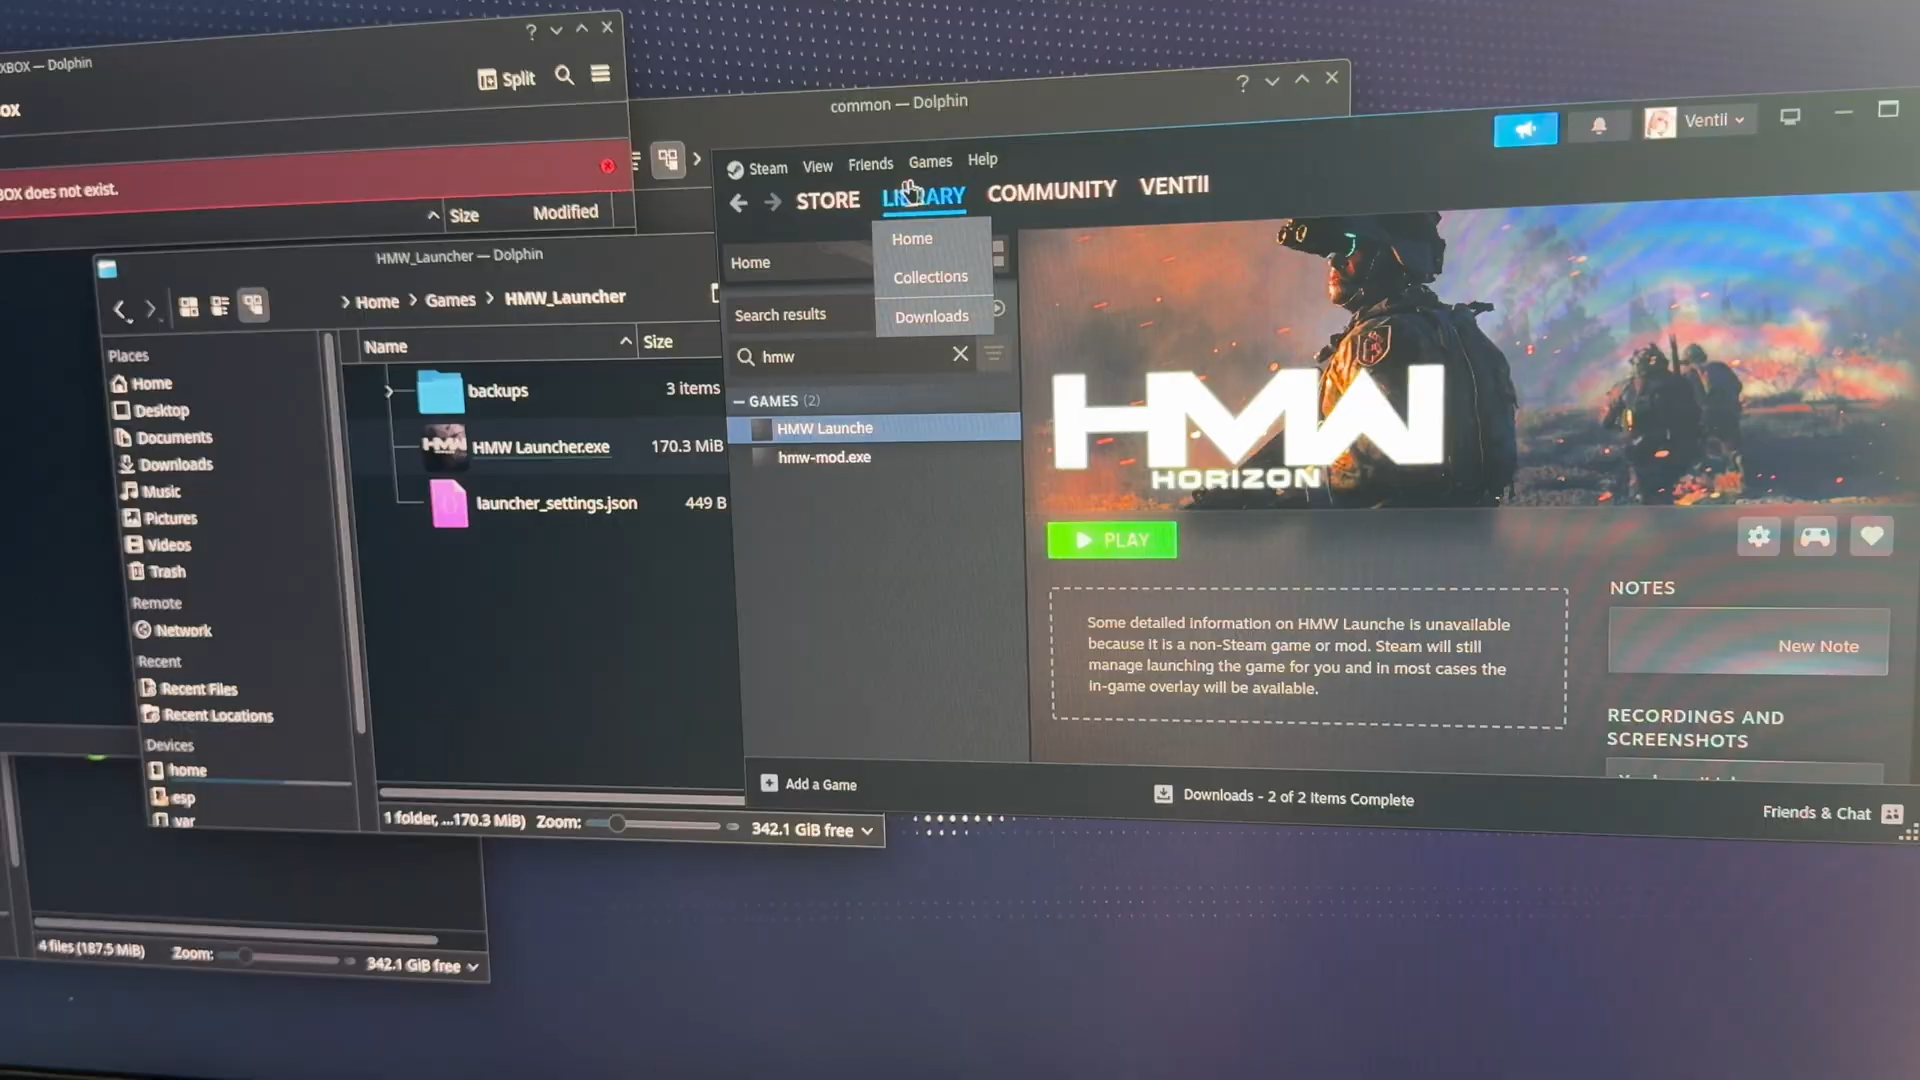 XBOX — Dolphin
Split
OX
BOX does not exist.
Size
Modified
common — Dolphin
HMW_Launcher — Dolphin
Home
Games
HMW_Launcher
Places
Home
Desktop
Documents
Downloads
Music
Pictures
Videos
Trash
Remote
Network
Recent
Recent Files
Recent Locations
Devices
home
esp
var
Name
Size
backups
3 items
HMW
HMW Launcher.exe
170.3 MiB
launcher_settings.json
449 B
1 folder, ...170.3 MiB)
Zoom:
342.1 GiB free
4 files (187.5 MiB)
Zoom:
342.1 GiB free
Steam
View
Friends
Games
Help
Ventii
STORE
LIBRARY
COMMUNITY
VENTII
Home
Collections
Downloads
Home
Search results
hmw
GAMES (2)
HMW Launche
hmw-mod.exe
HMW
HORIZON
PLAY
Some detailed information on HMW Launche is unavailable
because it is a non-Steam game or mod. Steam will still
manage launching the game for you and in most cases the
in-game overlay will be available.
NOTES
New Note
RECORDINGS AND
SCREENSHOTS
Add a Game
Downloads - 2 of 2 Items Complete
Friends & Chat